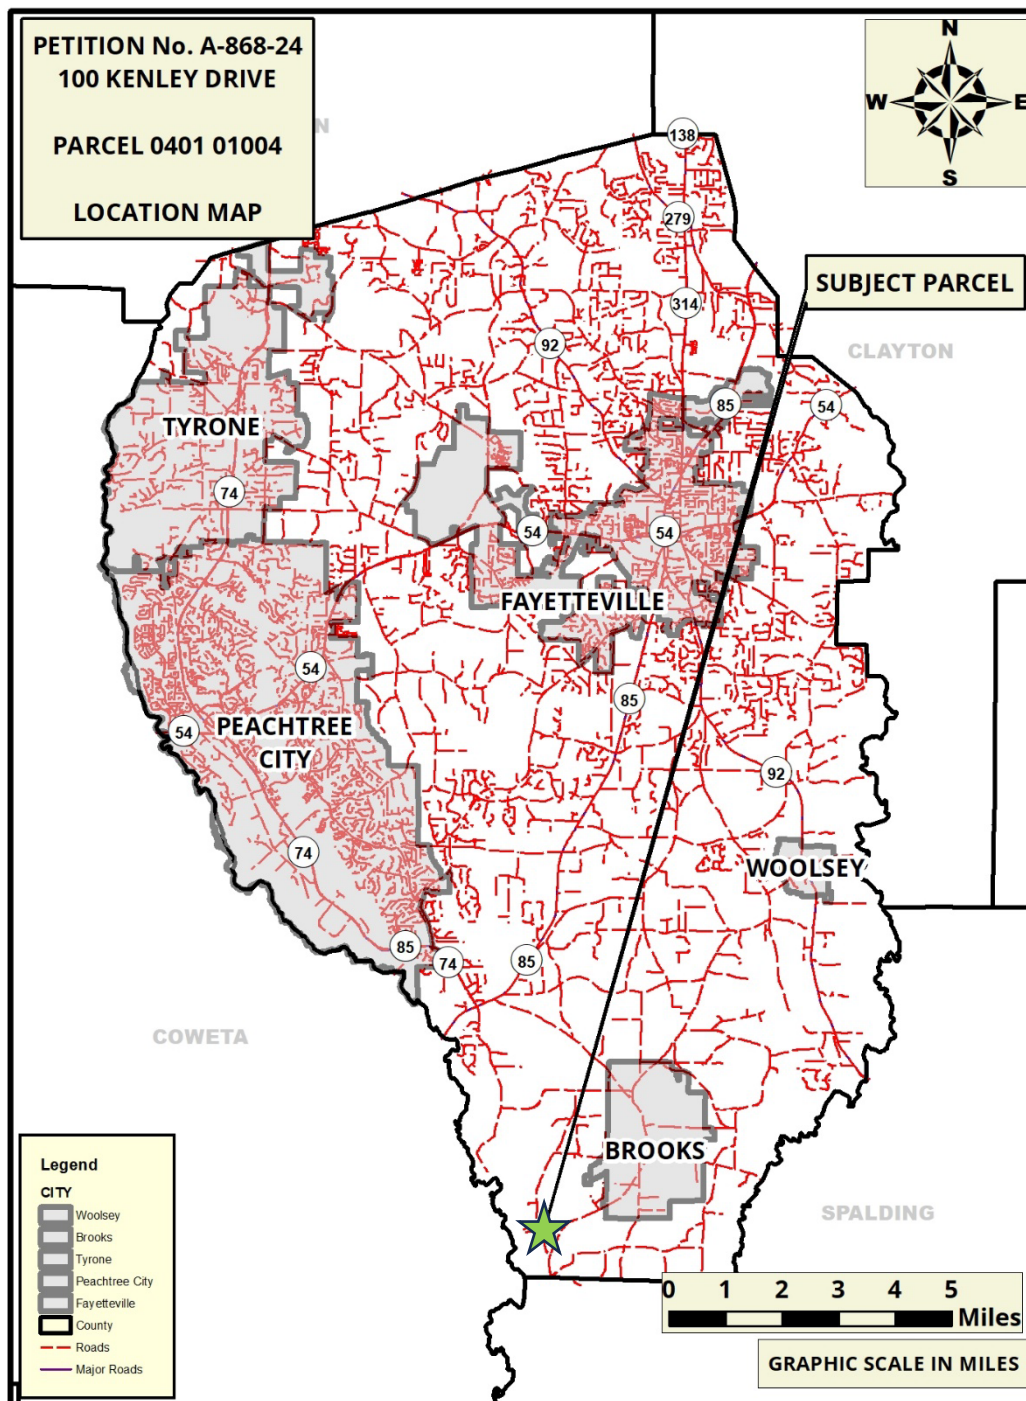 PETITION No. A-868-24
100 KENLEY DRIVE
PARCEL 0401 01004
LOCATION MAP
N
W
E
S
138
279
SUBJECT PARCEL
314
92
CLAYTON
85
54
TYRONE
74
54
54
FAYETTEVILLE
54
85
PEACHTREE
CITY
54
92
74
WOOLSEY
85
74
85
COWETA
BROOKS
SPALDING
Legend
CITY
Woolsey
Brooks
Tyrone
Peachtree City
Fayetteville
County
Roads
Major Roads
0 1 2 3 4 5
Miles
GRAPHIC SCALE IN MILES